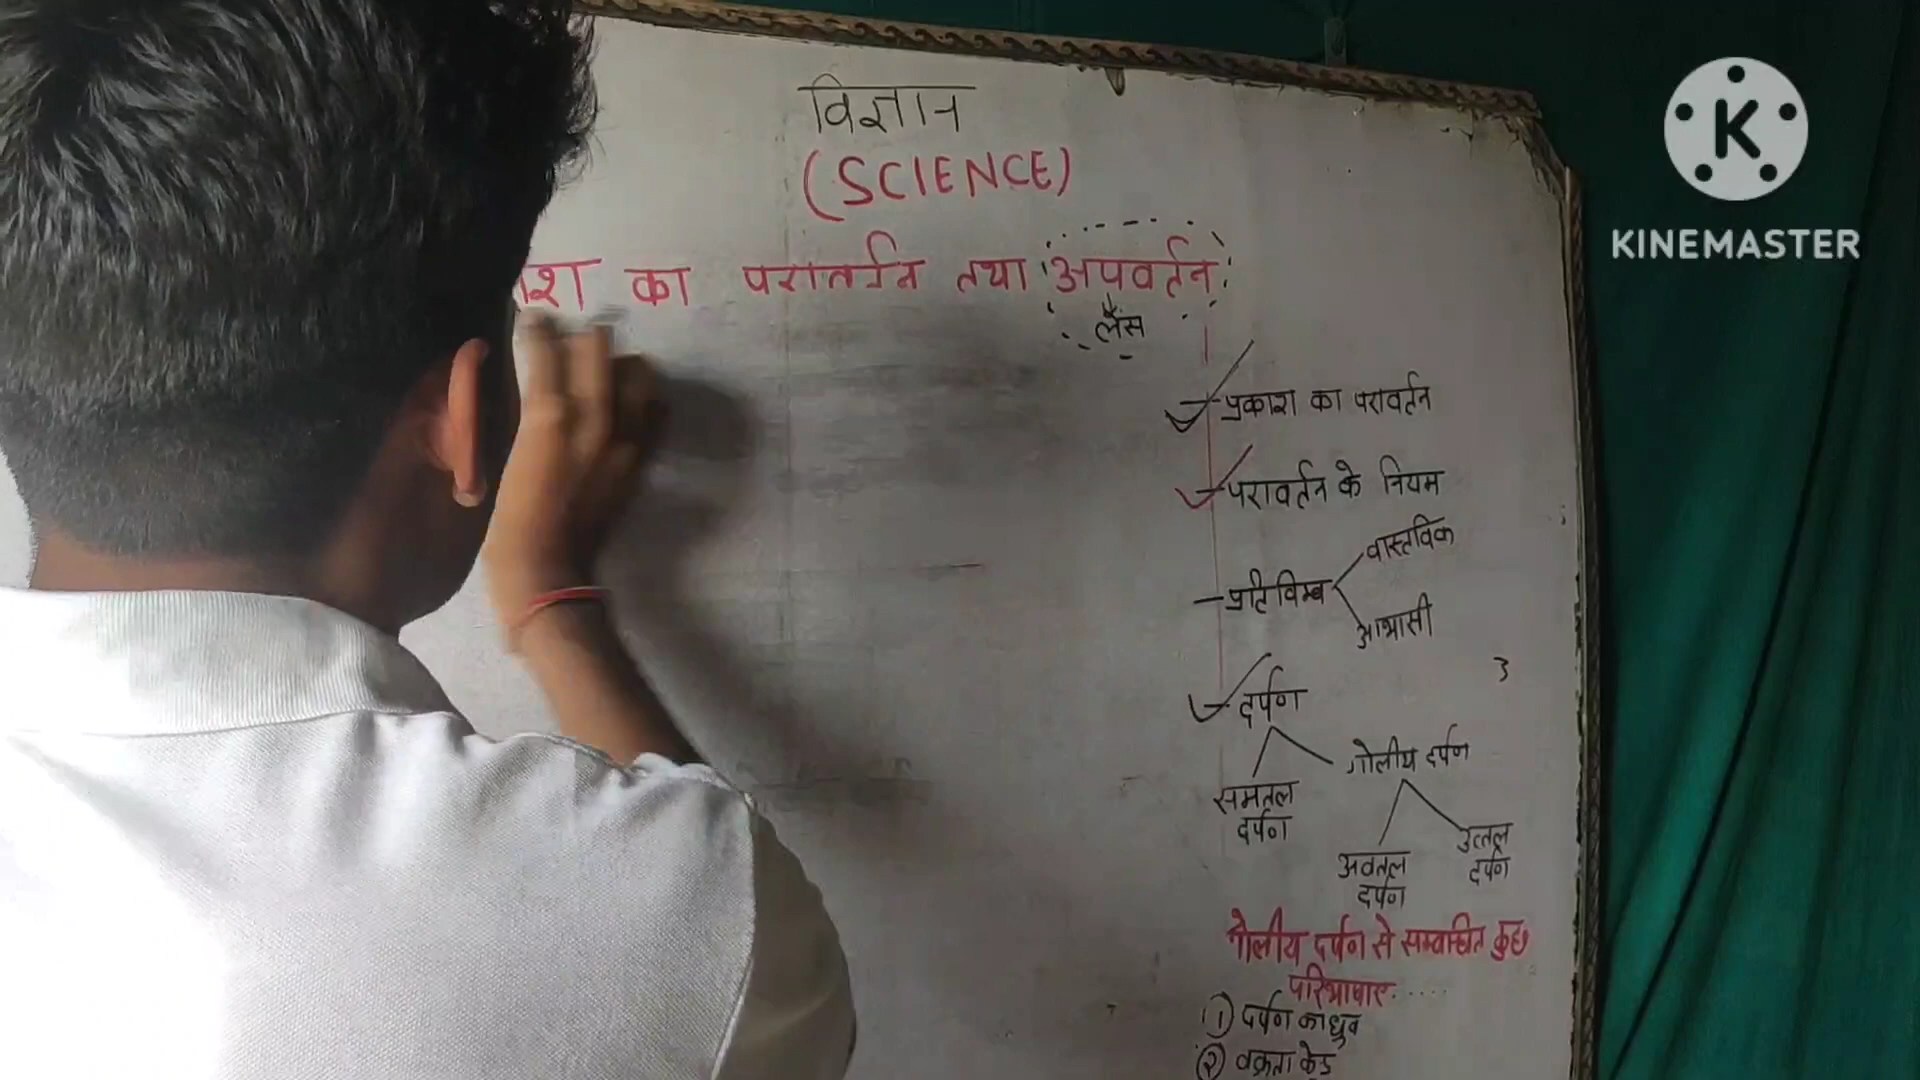 विज्ञान
(SCIENCE)
ाश का परावर्तन तथा अपवर्तन
लेंस
प्रकाश का परावर्तन
परावर्तन के नियम
प्रतिविम्ब
वास्तविक
आभासी
3
दर्पण
समतल
दर्पण
गोलीय दर्पण
अवतल
दर्पण
उत्तल
दर्पण
गोलीय दर्पण से सम्बन्धित कुछ
परिभाषाए.....
① दर्पण का ध्रुव
② वक्रता केंद्र
KINEMASTER